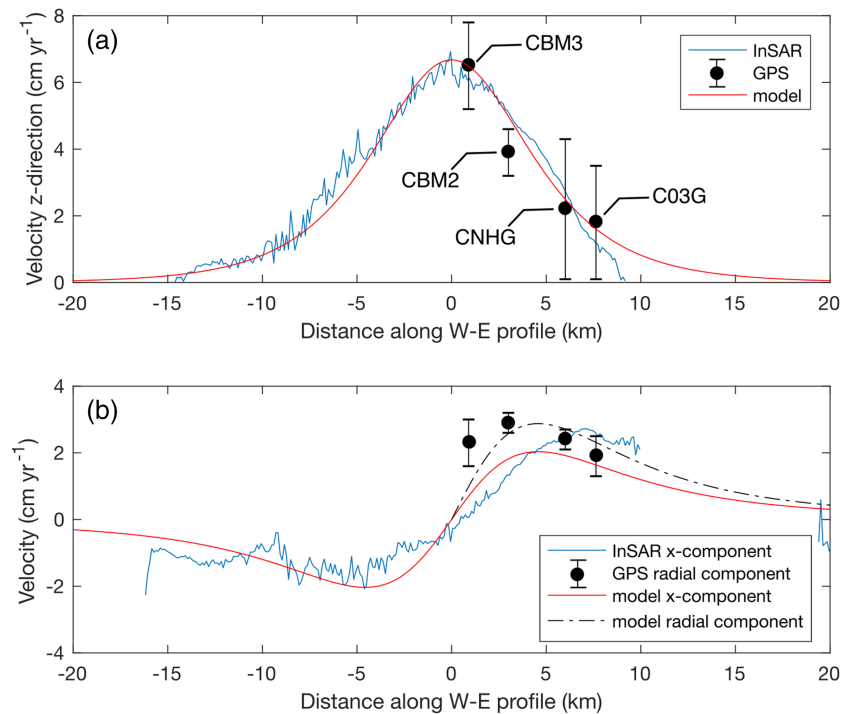 (a)
Velocity z-direction (cm yr⁻¹)
8
6
4
2
0
CBM3
CBM2
CNHG
C03G
InSAR
GPS
model
-20 -15 -10 -5 0 5 10 15 20
Distance along W-E profile (km)
(b)
Velocity (cm yr⁻¹)
4
2
0
-2
-4
InSAR x-component
GPS radial component
model x-component
model radial component
-20 -15 -10 -5 0 5 10 15 20
Distance along W-E profile (km)